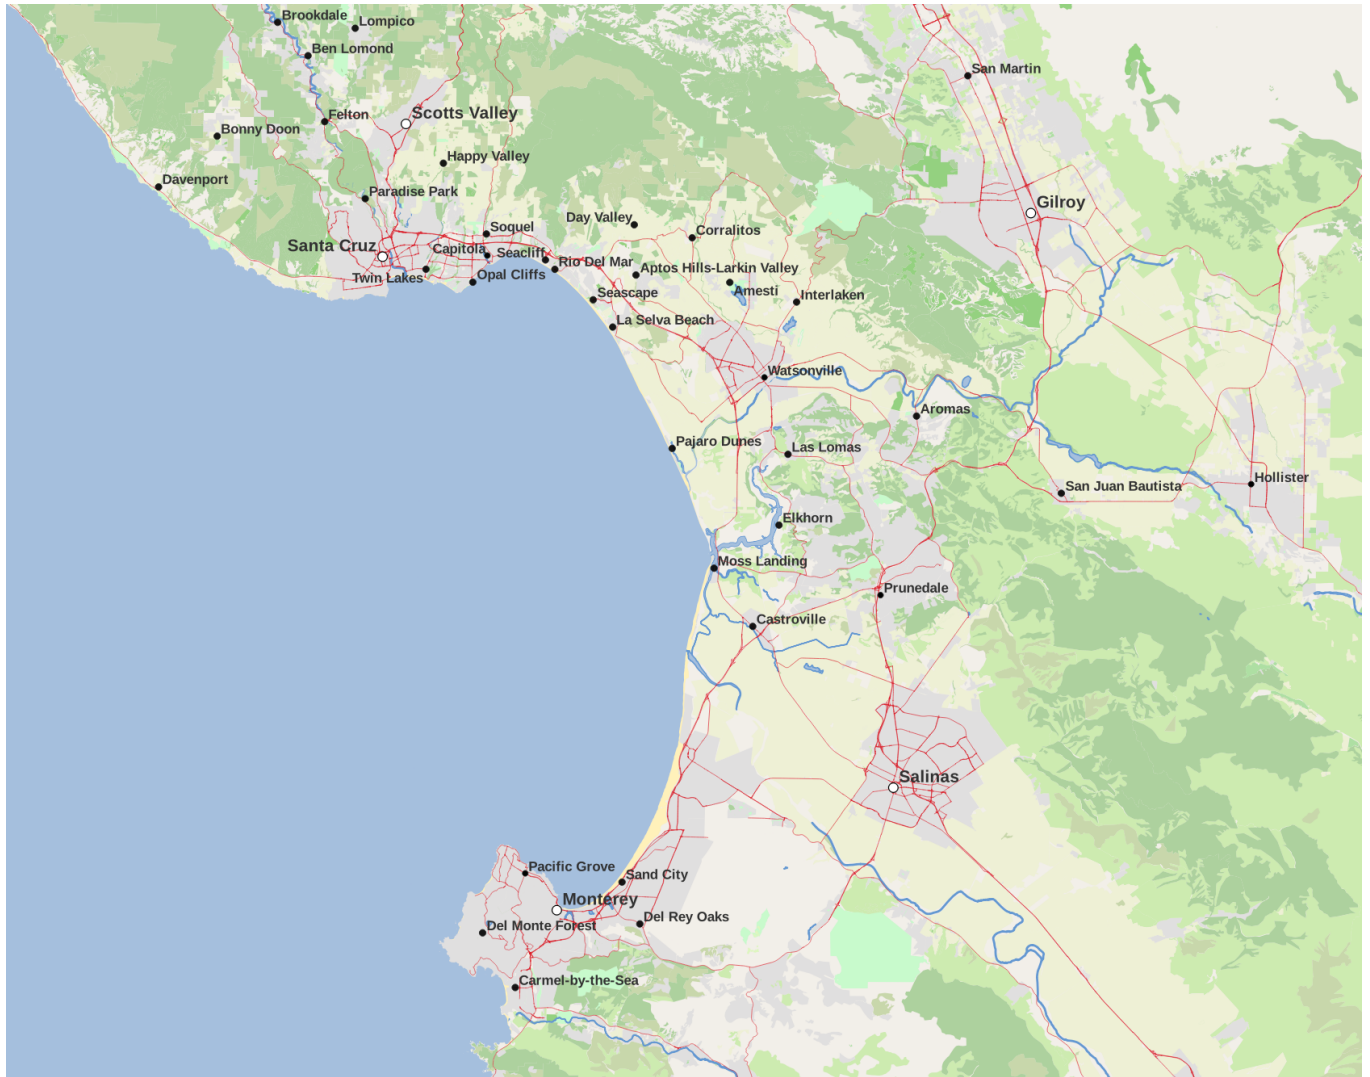 Brookdale
Lompico
Ben Lomond
San Martin
Felton
Scotts Valley
Bonny Doon
Happy Valley
Davenport
Paradise Park
Gilroy
Day Valley
Soquel
Corralitos
Santa Cruz
Capitola
Seacliff
Rio Del Mar
Aptos Hills-Larkin Valley
Twin Lakes
Opal Cliffs
Amesti
Seascape
Interlaken
La Selva Beach
Watsonville
Aromas
Pajaro Dunes
Las Lomas
Hollister
San Juan Bautista
Elkhorn
Moss Landing
Prunedale
Castroville
Salinas
Pacific Grove
Sand City
Monterey
Del Rey Oaks
Del Monte Forest
Carmel-by-the-Sea